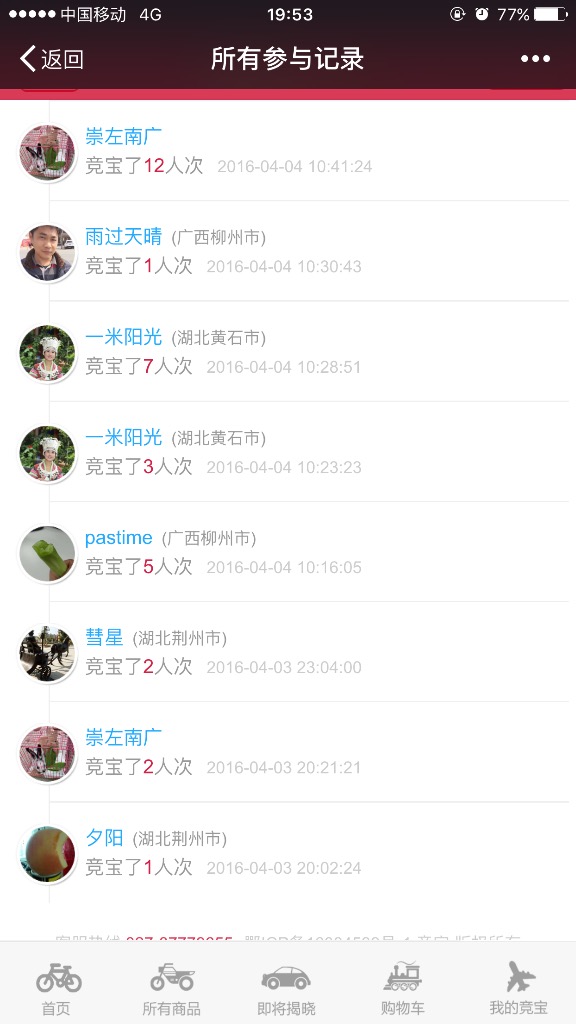 中国移动 4G 19:53 77%
返回 所有参与记录
崇左南广
竞宝了12人次 2016-04-04 10:41:24
雨过天晴 (广西柳州市)
竞宝了1人次 2016-04-04 10:30:43
一米阳光 (湖北黄石市)
竞宝了7人次 2016-04-04 10:28:51
一米阳光 (湖北黄石市)
竞宝了3人次 2016-04-04 10:23:23
pastime (广西柳州市)
竞宝了5人次 2016-04-04 10:16:05
彗星 (湖北荆州市)
竞宝了2人次 2016-04-03 23:04:00
崇左南广
竞宝了2人次 2016-04-03 20:21:21
夕阳 (湖北荆州市)
竞宝了1人次 2016-04-03 20:02:24
首页 所有商品 即将揭晓 购物车 我的竞宝